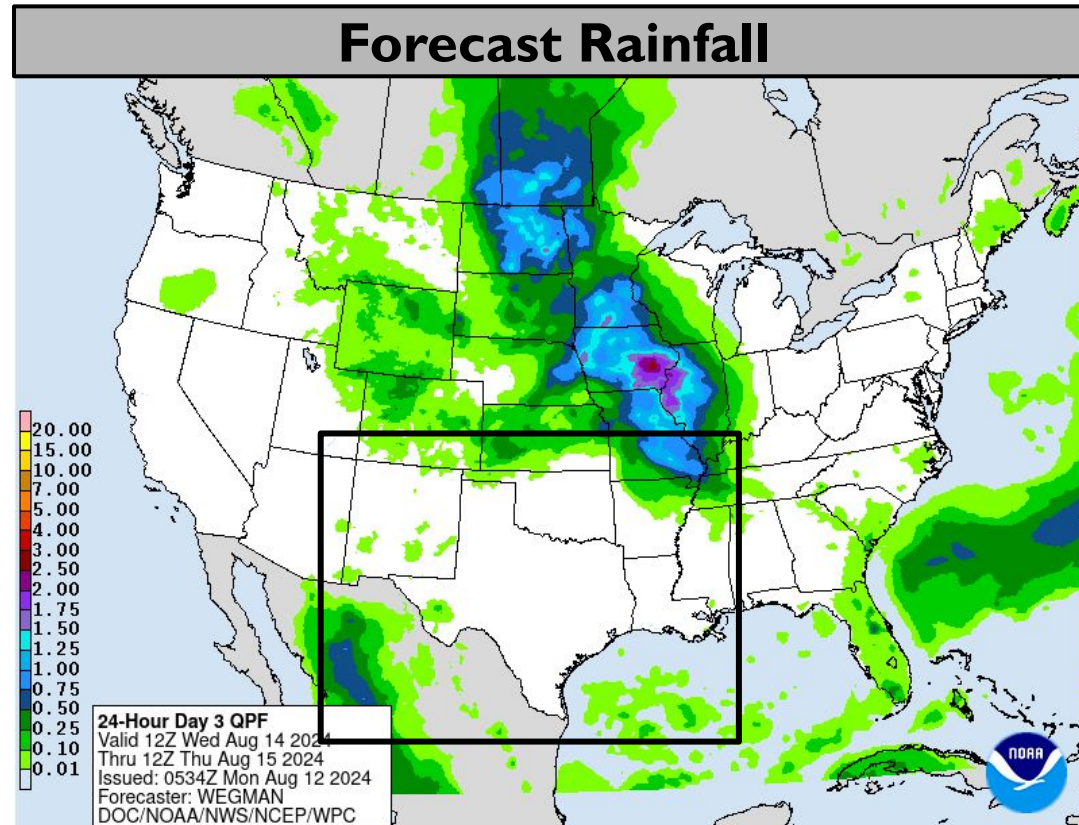 Forecast Rainfall
20.00
15.00
10.00
7.00
5.00
4.00
3.00
2.50
2.00
1.75
1.50
1.25
1.00
0.75
0.50
0.25
0.10
0.01
24-Hour Day 3 QPF
Valid 12Z Wed Aug 14 2024
Thru 12Z Thu Aug 15 2024
Issued: 0534Z Mon Aug 12 2024
Forecaster: WEGMAN
DOC/NOAA/NWS/NCEP/WPC
NOAA